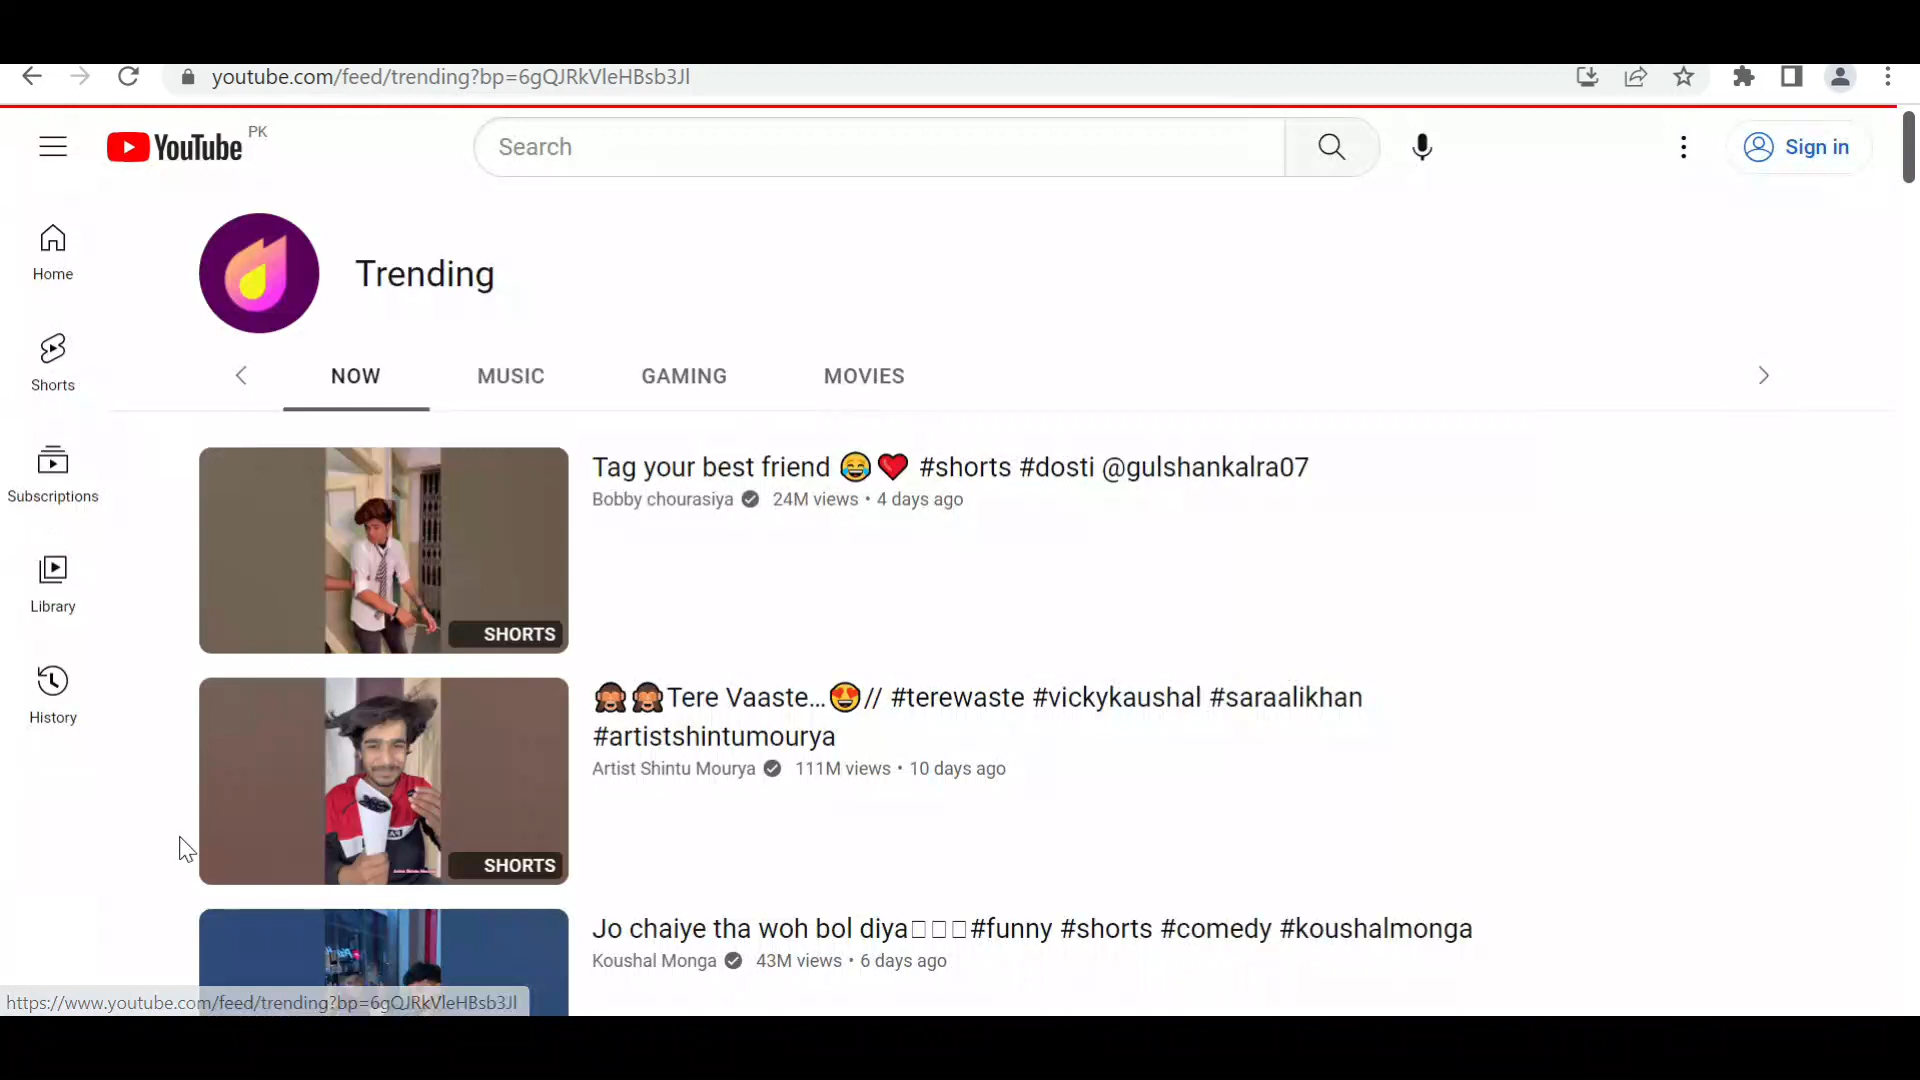 youtube.com/feed/trending?bp=6gQJRkVleHBsb3Jl
YouTube PK
Search
Sign in
Home
Shorts
Subscriptions
Library
History
Trending
NOW MUSIC GAMING MOVIES
SHORTS
Tag your best friend 😂❤️ #shorts #dosti @gulshankalra07
Bobby chourasiya 24M views • 4 days ago
SHORTS
🙈🙈Tere Vaaste...😍// #terewaste #vickykaushal #saraalikhan
#artistshintumourya
Artist Shintu Mourya 111M views • 10 days ago
Jo chaiye tha woh bol diya□□□#funny #shorts #comedy #koushalmonga
Koushal Monga 43M views • 6 days ago
https://www.youtube.com/feed/trending?bp=6gQJRkVleHBsb3Jl